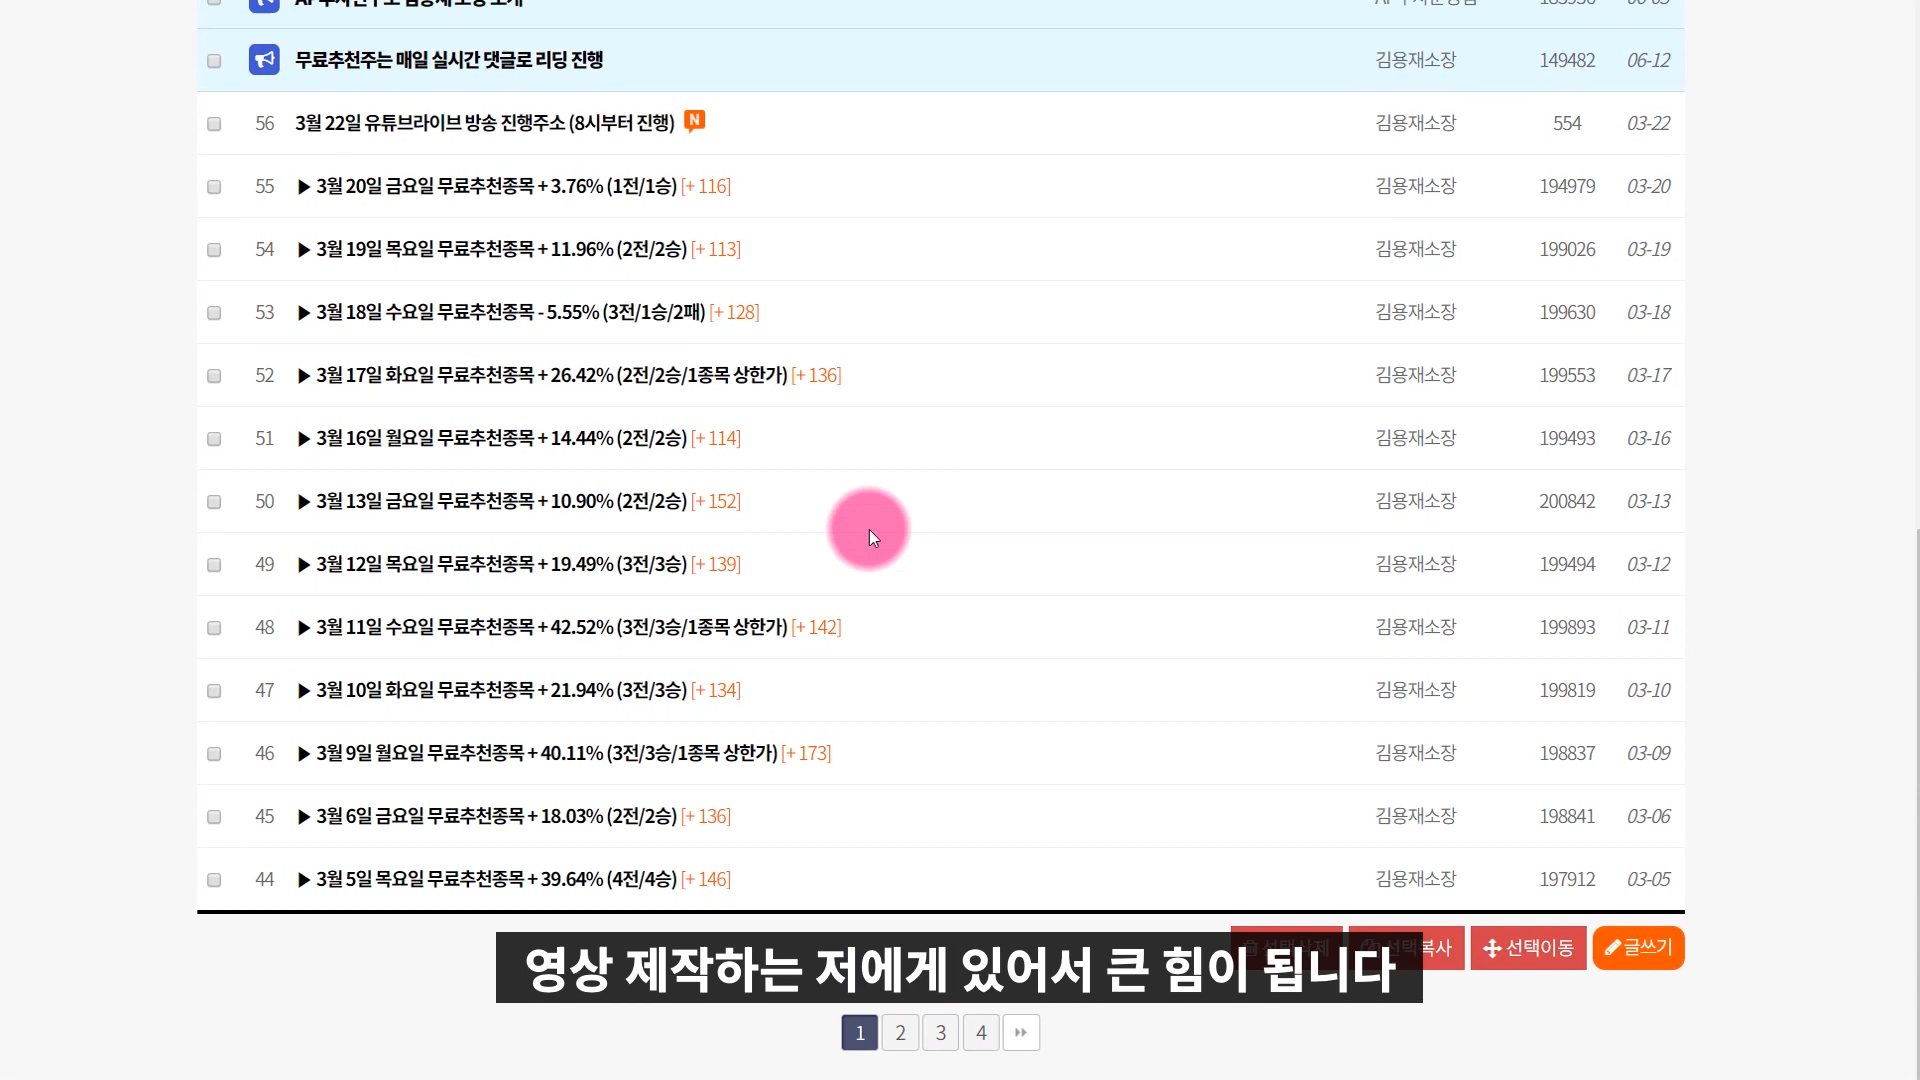 무료추천주는 매일 실시간 댓글로 리딩 진행 김용재소장 149482 06-12
56 3월 22일 유튜브라이브 방송 진행주소 (8시부터 진행) N 김용재소장 554 03-22
55 ▶ 3월 20일 금요일 무료추천종목 + 3.76% (1전/1승) [+ 116] 김용재소장 194979 03-20
54 ▶ 3월 19일 목요일 무료추천종목 + 11.96% (2전/2승) [+ 113] 김용재소장 199026 03-19
53 ▶ 3월 18일 수요일 무료추천종목 - 5.55% (3전/1승/2패) [+ 128] 김용재소장 199630 03-18
52 ▶ 3월 17일 화요일 무료추천종목 + 26.42% (2전/2승/1종목 상한가) [+ 136] 김용재소장 199553 03-17
51 ▶ 3월 16일 월요일 무료추천종목 + 14.44% (2전/2승) [+ 114] 김용재소장 199493 03-16
50 ▶ 3월 13일 금요일 무료추천종목 + 10.90% (2전/2승) [+ 152] 김용재소장 200842 03-13
49 ▶ 3월 12일 목요일 무료추천종목 + 19.49% (3전/3승) [+ 139] 김용재소장 199494 03-12
48 ▶ 3월 11일 수요일 무료추천종목 + 42.52% (3전/3승/1종목 상한가) [+ 142] 김용재소장 199893 03-11
47 ▶ 3월 10일 화요일 무료추천종목 + 21.94% (3전/3승) [+ 134] 김용재소장 199819 03-10
46 ▶ 3월 9일 월요일 무료추천종목 + 40.11% (3전/3승/1종목 상한가) [+ 173] 김용재소장 198837 03-09
45 ▶ 3월 6일 금요일 무료추천종목 + 18.03% (2전/2승) [+ 136] 김용재소장 198841 03-06
44 ▶ 3월 5일 목요일 무료추천종목 + 39.64% (4전/4승) [+ 146] 김용재소장 197912 03-05
선택삭제 선택복사 선택이동 글쓰기
영상 제작하는 저에게 있어서 큰 힘이 됩니다
1 2 3 4